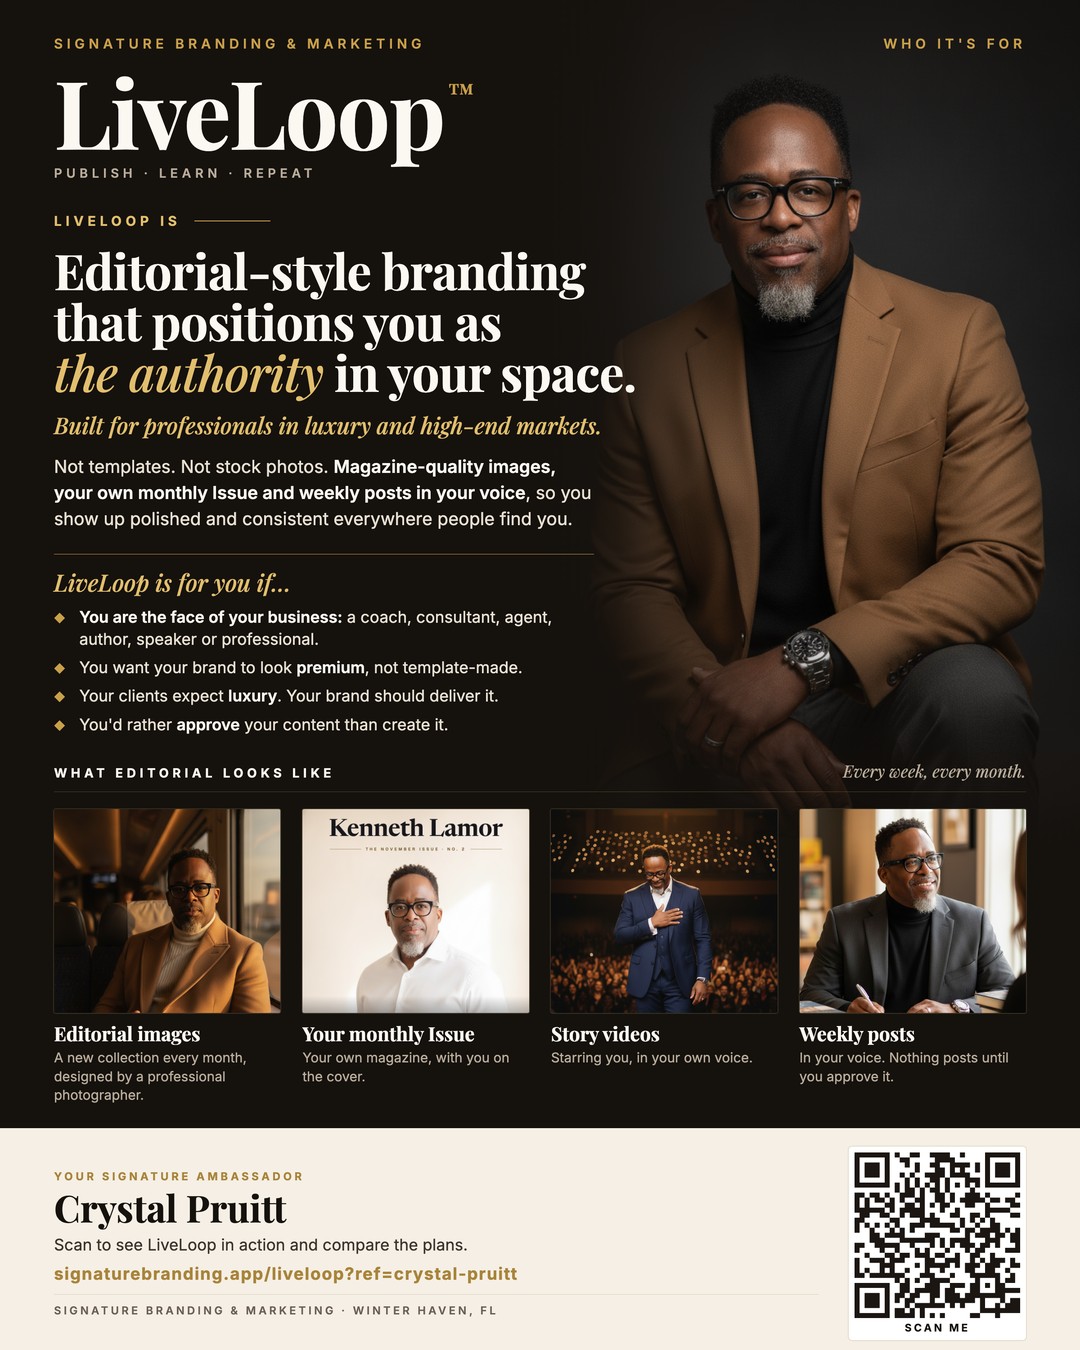 SIGNATURE BRANDING & MARKETING
WHO IT'S FOR
LiveLoop™
PUBLISH · LEARN · REPEAT
LIVELOOP IS
Editorial-style branding
that positions you as
the authority in your space.
Built for professionals in luxury and high-end markets.
Not templates. Not stock photos. Magazine-quality images,
your own monthly Issue and weekly posts in your voice, so you
show up polished and consistent everywhere people find you.
LiveLoop is for you if...
◆ You are the face of your business: a coach, consultant, agent,
author, speaker or professional.
◆ You want your brand to look premium, not template-made.
◆ Your clients expect luxury. Your brand should deliver it.
◆ You'd rather approve your content than create it.
WHAT EDITORIAL LOOKS LIKE
Every week, every month.
Kenneth Lamor
THE NOVEMBER ISSUE · NO. 2
Editorial images
A new collection every month,
designed by a professional
photographer.
Your monthly Issue
Your own magazine, with you on
the cover.
Story videos
Starring you, in your own voice.
Weekly posts
In your voice. Nothing posts until
you approve it.
YOUR SIGNATURE AMBASSADOR
Crystal Pruitt
Scan to see LiveLoop in action and compare the plans.
signaturebranding.app/liveloop?ref=crystal-pruitt
SIGNATURE BRANDING & MARKETING · WINTER HAVEN, FL
SCAN ME